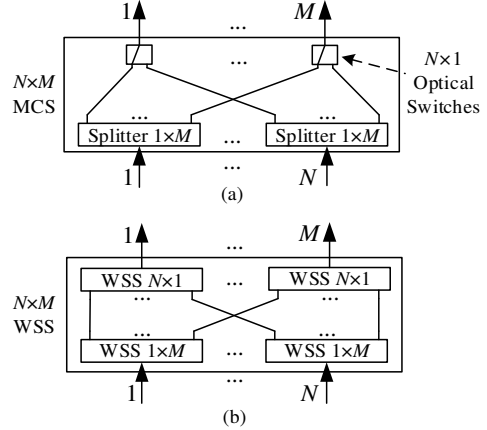 1 ... M
N×M
MCS
...
N×1
Optical
Switches
... ...
Splitter 1×M ... Splitter 1×M
1 ... N
(a)
1 ... M
N×M
WSS
WSS N×1 ... WSS N×1
... ...
... ...
WSS 1×M ... WSS 1×M
1 ... N
(b)